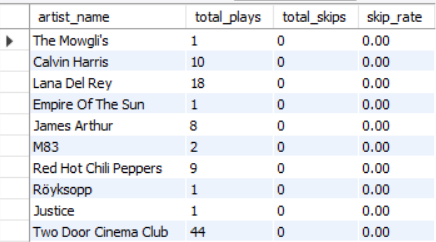 artist_name total_plays total_skips skip_rate
The Mowgli's 1 0 0.00
Calvin Harris 10 0 0.00
Lana Del Rey 18 0 0.00
Empire Of The Sun 1 0 0.00
James Arthur 8 0 0.00
M83 2 0 0.00
Red Hot Chili Peppers 9 0 0.00
Röyksopp 1 0 0.00
Justice 1 0 0.00
Two Door Cinema Club 44 0 0.00